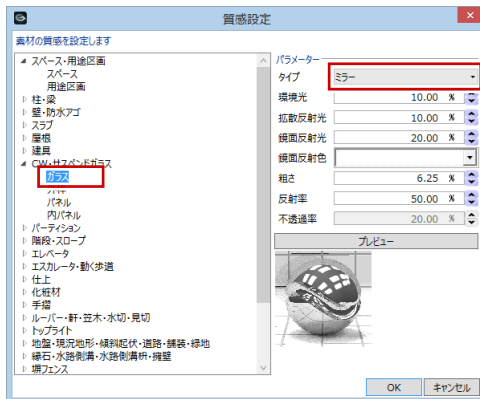 質感設定
素材の質感を設定します
スペース・用途区画
スペース
用途区画
柱・梁
壁・防水アゴ
スラブ
屋根
建具
CW・サスペンドガラス
ガラス
パネル
内パネル
パーティション
階段・スロープ
エレベータ
エスカレータ・動く歩道
仕上
化粧材
手摺
ルーバー・軒・笠木・水切・見切
トップライト
地盤・現況地形・傾斜起伏・道路・舗装・緑地
縁石・水路側溝・水路側溝枡・擁壁
塀フェンス
パラメーター
タイプ ミラー
環境光 10.00 %
拡散反射光 10.00 %
鏡面反射光 20.00 %
鏡面反射色
粗さ 6.25 %
反射率 50.00 %
不透過率 20.00 %
プレビュー
OK キャンセル